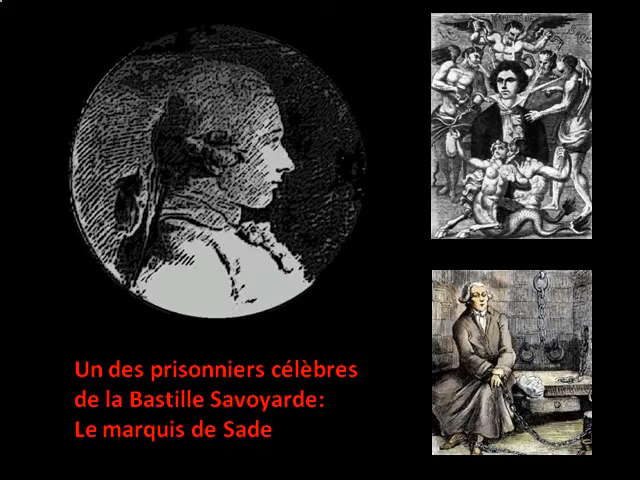 Un des prisonniers célèbres
de la Bastille Savoyarde:
Le marquis de Sade